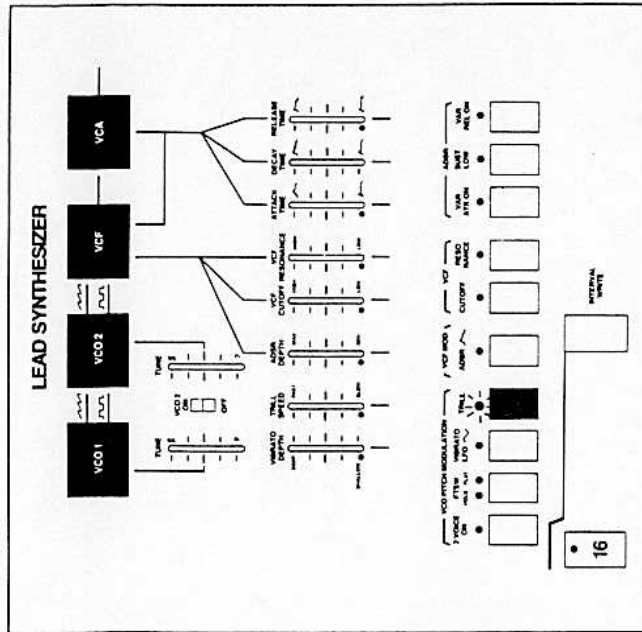 LEAD SYNTHESIZER
VCO 1
VCO 2
VCF
VCA
TUNE
VCO 2
ON
OFF
TUNE
VIBRATO
DEPTH
TRILL
SPEED
ADSR
DEPTH
VCF
CUTOFF
VCF
RESONANCE
ATTACK
TIME
DECAY
TIME
RELEASE
TIME
SHALLOW
VCO PITCH MODULATION
VCF MOD
VCF
ADSR
2 VOICE
ON
VIBRATO
LFO
TRILL
ADSR
CUTOFF
RESO
NANCE
VAR
ATK ON
SUST
LOW
VAR
REL ON
16
INTERVAL
WRITE